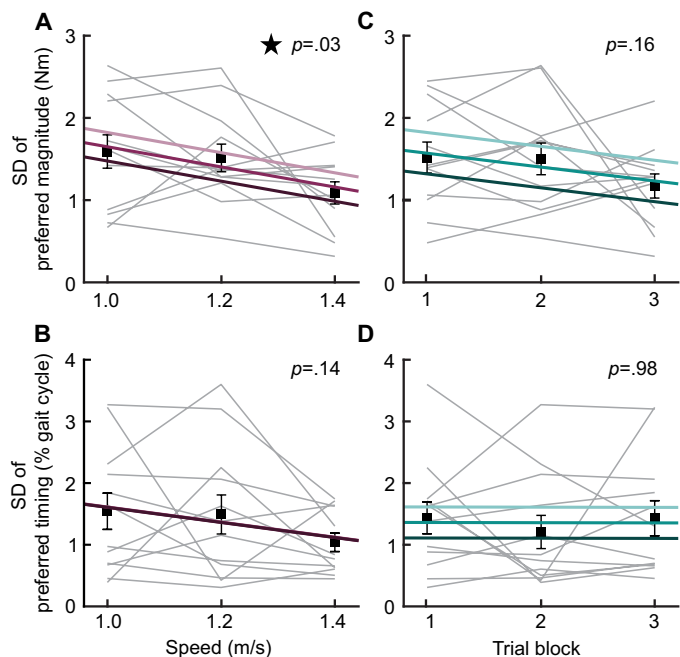 A
C
3
3
★ p=.03
p=.16
SD of
preferred magnitude (Nm)
2
2
1
1
0
0
1.0 1.2 1.4
1 2 3
B
D
4
4
p=.14
p=.98
SD of
preferred timing (% gait cycle)
3
3
2
2
1
1
0
0
1.0 1.2 1.4
1 2 3
Speed (m/s)
Trial block